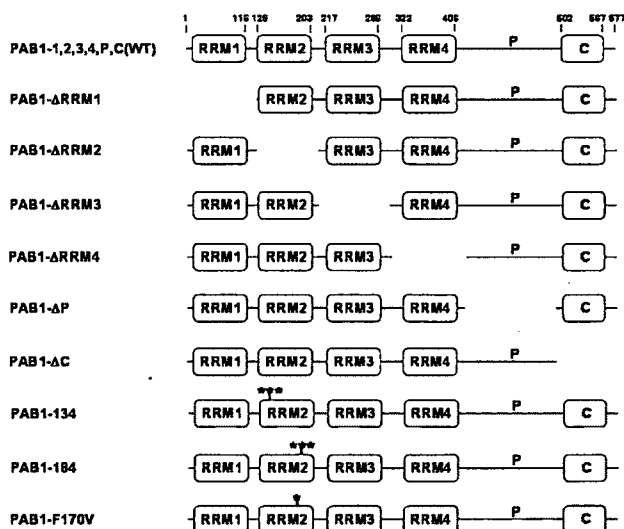 1 126 203 217 289 322 405 502 567 577
PAB1-1,2,3,4,P,C(WT) RRM1 RRM2 RRM3 RRM4 P C
PAB1-ΔRRM1 RRM2 RRM3 RRM4 P C
PAB1-ΔRRM2 RRM1 RRM3 RRM4 P C
PAB1-ΔRRM3 RRM1 RRM2 RRM4 P C
PAB1-ΔRRM4 RRM1 RRM2 RRM3 P C
PAB1-ΔP RRM1 RRM2 RRM3 RRM4 C
PAB1-ΔC RRM1 RRM2 RRM3 RRM4 P
***
PAB1-134 RRM1 RRM2 RRM3 RRM4 P C
***
PAB1-184 RRM1 RRM2 RRM3 RRM4 P C
*
PAB1-F170V RRM1 RRM2 RRM3 RRM4 P C